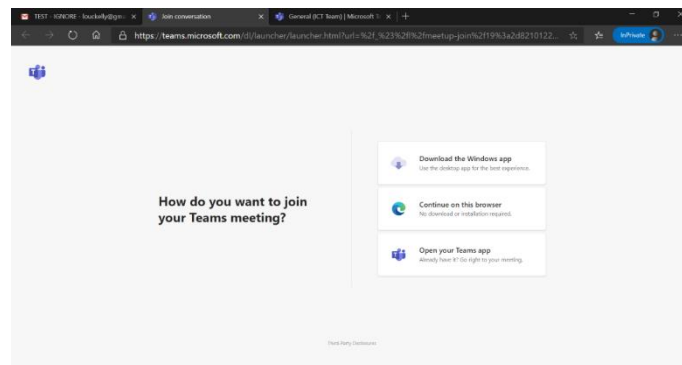 TEST - IGNORE - louckelly@gm
Join conversation
General (ICT Team) | Microsoft
https://teams.microsoft.com/dl/launcher/launcher.html?url=%2f_%23%2fl%2fmeetup-join%2f19%3a2d8210122...
InPrivate
Download the Windows app
Use the desktop app for the best experience.
How do you want to join
your Teams meeting?
Continue on this browser
No download or installation required.
Open your Teams app
Already have it? Go right to your meeting.
Third-Party Disclosures